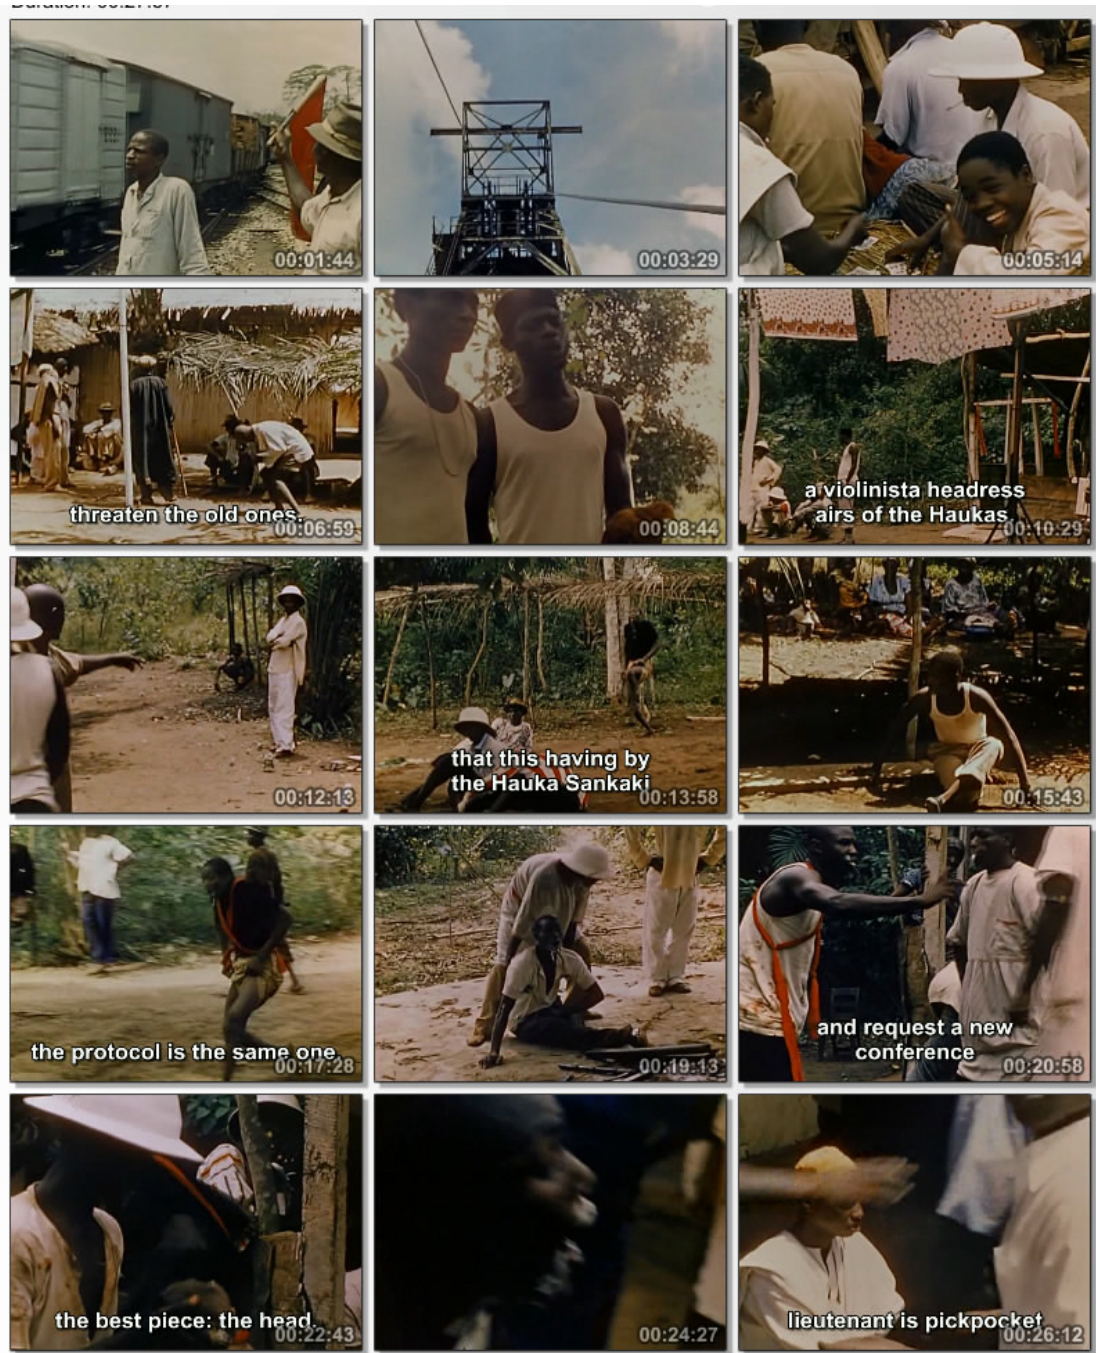 Duration: 00:27:57
00:01:44
00:03:29
00:05:14
threaten the old ones.
00:06:59
00:08:44
a violinista headress
airs of the Haukas
00:10:29
00:12:13
that this having by
the Hauka Sankaki
00:13:58
00:15:43
the protocol is the same one.
00:17:28
00:19:13
and request a new
conference
00:20:58
the best piece: the head.
00:22:43
00:24:27
lieutenant is pickpocket
00:26:12